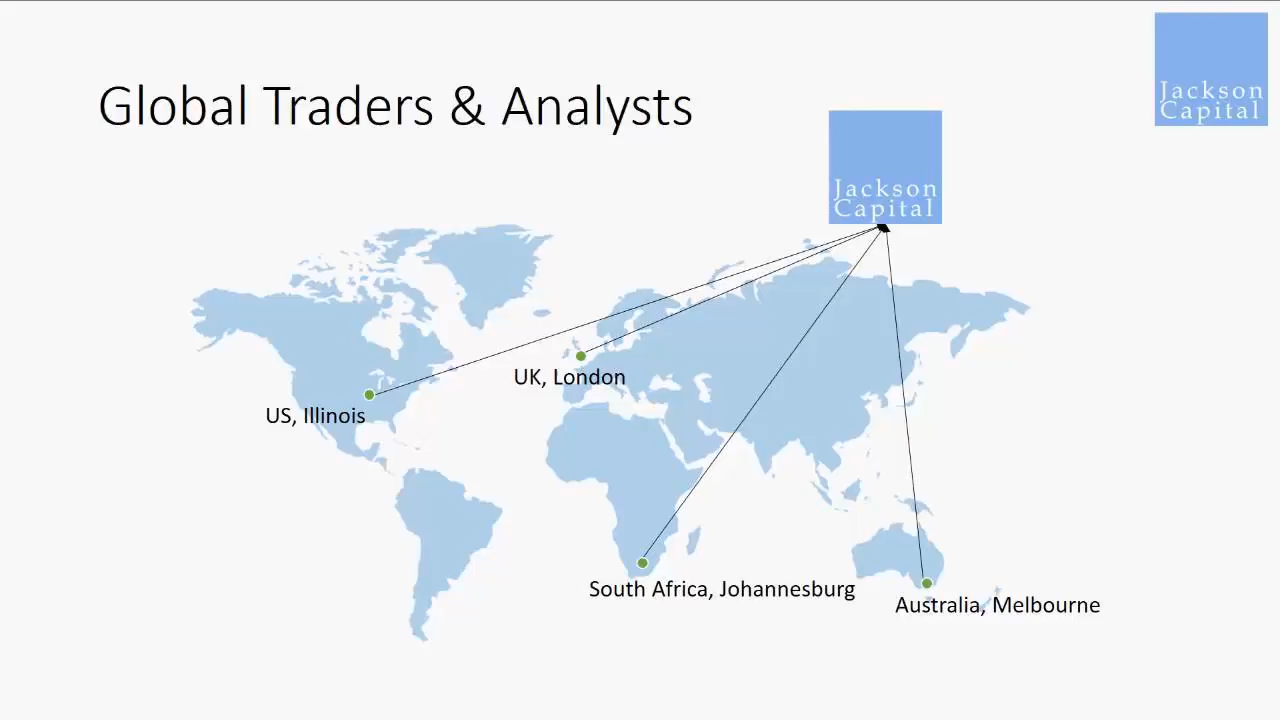 Jackson
Capital
Global Traders & Analysts
Jackson
Capital
UK, London
US, Illinois
South Africa, Johannesburg
Australia, Melbourne